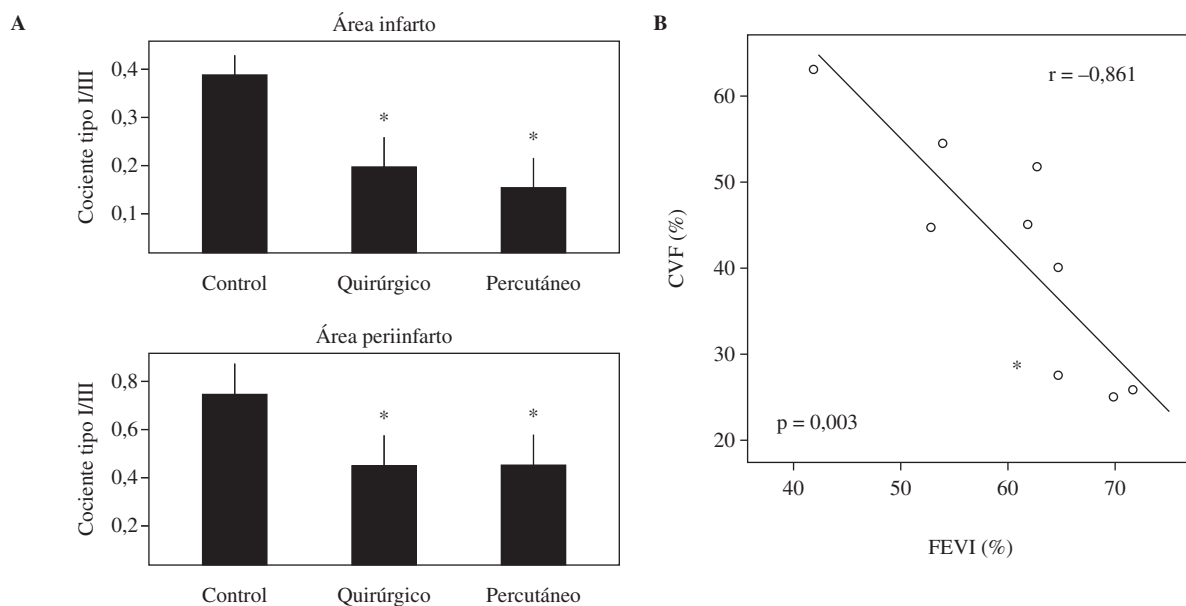 A
Área infarto
Cociente tipo I/III
0,4
0,3
0,2
0,1
*
*
Control
Quirúrgico
Percutáneo
Área periinfarto
Cociente tipo I/III
0,8
0,6
0,4
0,2
*
*
Control
Quirúrgico
Percutáneo
B
CVF (%)
60
50
40
30
20
r = –0,861
*
p = 0,003
40
50
60
70
FEVI (%)